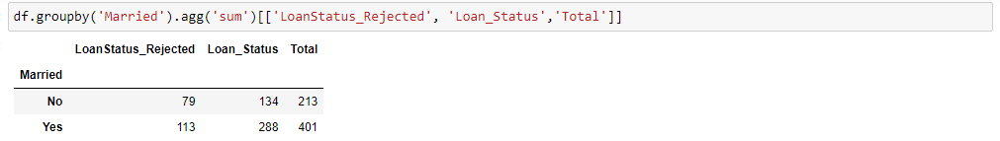 df.groupby('Married').agg('sum')[['LoanStatus_Rejected', 'Loan_Status','Total']]
LoanStatus_Rejected Loan_Status Total
Married
No 79 134 213
Yes 113 288 401